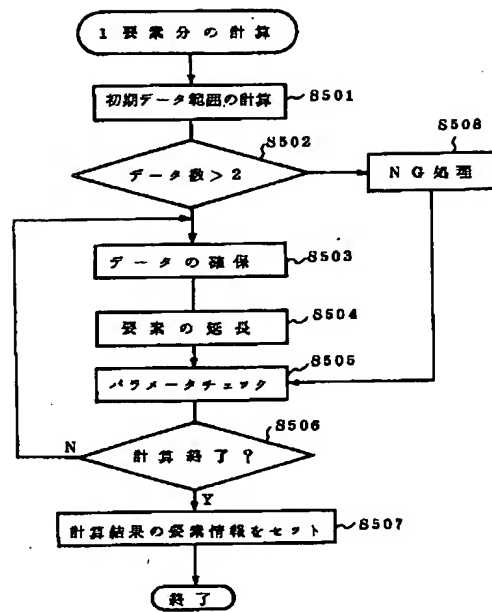 1要素分の計算
初期データ範囲の計算
S501
S502
データ数>2
S508
NG処理
データの確保
S503
要素の延長
S504
パラメータチェック
S505
S506
N
計算終了?
Y
計算結果の要素情報をセット
S507
終了